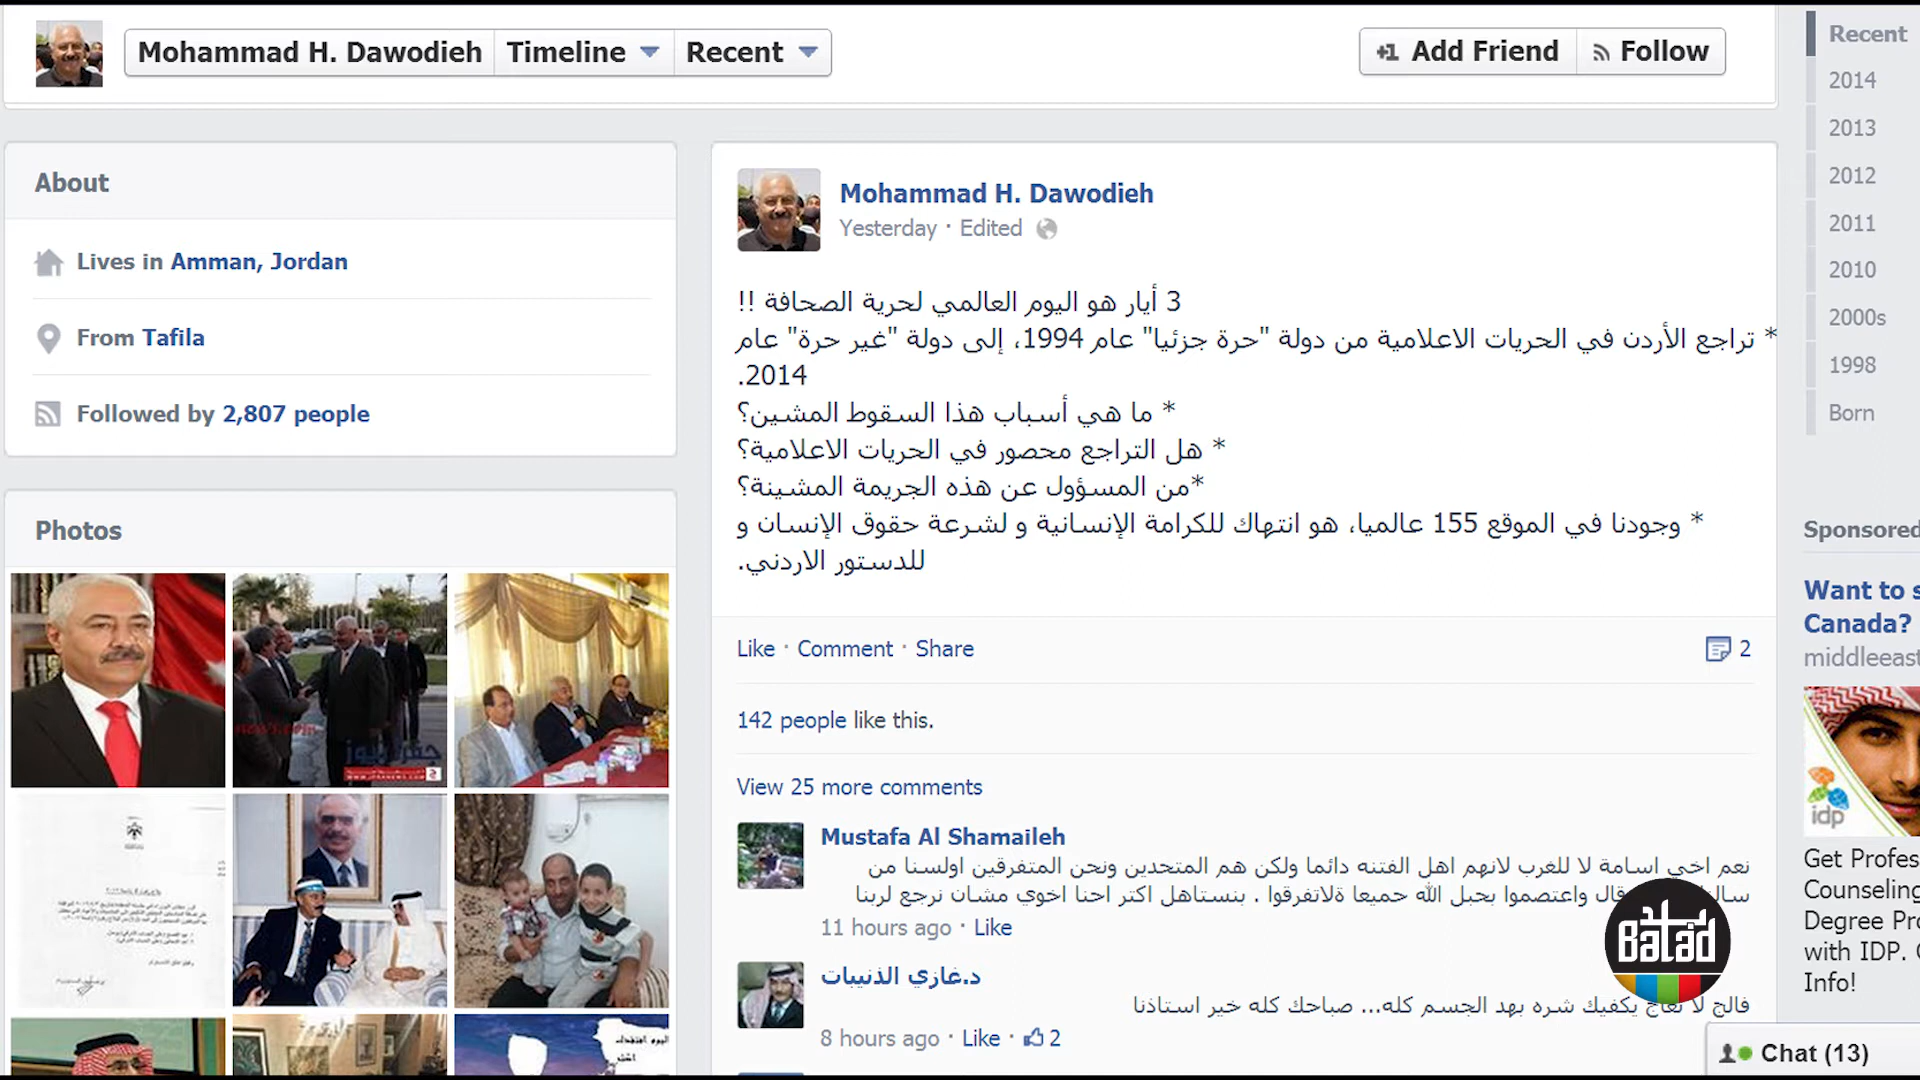 Mohammad H. Dawodieh
Timeline
Recent
Add Friend
Follow
About
Lives in Amman, Jordan
From Tafila
Followed by 2,807 people
Photos
Mohammad H. Dawodieh
Yesterday · Edited
3 أيار هو اليوم العالمي لحرية الصحافة !!
* تراجع الأردن في الحريات الاعلامية من دولة "حرة جزئيا" عام 1994، إلى دولة "غير حرة" عام
2014.
* ما هي أسباب هذا السقوط المشين؟
* هل التراجع محصور في الحريات الاعلامية؟
*من المسؤول عن هذه الجريمة المشينة؟
* وجودنا في الموقع 155 عالميا، هو انتهاك للكرامة الإنسانية و لشرعة حقوق الإنسان و
للدستور الاردني.
Like · Comment · Share
2
142 people like this.
View 25 more comments
Mustafa Al Shamaileh
نعم اخي اسامة لا للغرب لانهم اهل الفتنه دائما ولكن هم المتحدين ونحن المتفرقين اولسنا من
قال واعتصموا بحبل الله جميعا ةلاتفرقوا . بنستاهل اكتر احنا اخوي مشان نرجع لربنا
11 hours ago · Like
د.غازي الذنيبات
فالج لا تعالج يكفيك شره بهد الجسم كله... صباحك كله خير استاذنا
8 hours ago · Like · 2
Recent
2014
2013
2012
2011
2010
2000s
1998
Born
Sponsored
Want to s
Canada?
middleeast
idp
Get Profes
Counseling
Degree Pro
with IDP.
Info!
Batad
Chat (13)